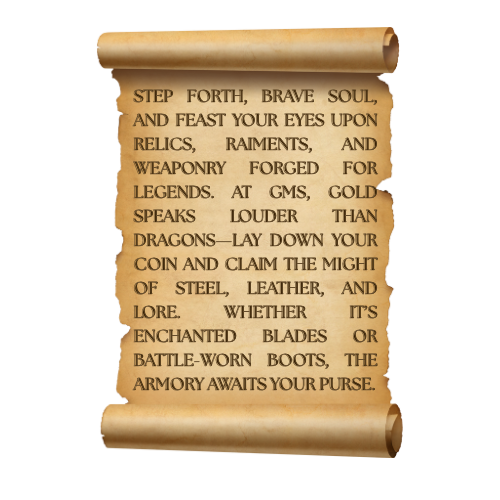 STEP FORTH, BRAVE SOUL,
AND FEAST YOUR EYES UPON
RELICS, RAIMENTS, AND
WEAPONRY FORGED FOR
LEGENDS. AT GMS, GOLD
SPEAKS LOUDER THAN
DRAGONS—LAY DOWN YOUR
COIN AND CLAIM THE MIGHT
OF STEEL, LEATHER, AND
LORE. WHETHER IT'S
ENCHANTED BLADES OR
BATTLE-WORN BOOTS, THE
ARMORY AWAITS YOUR PURSE.